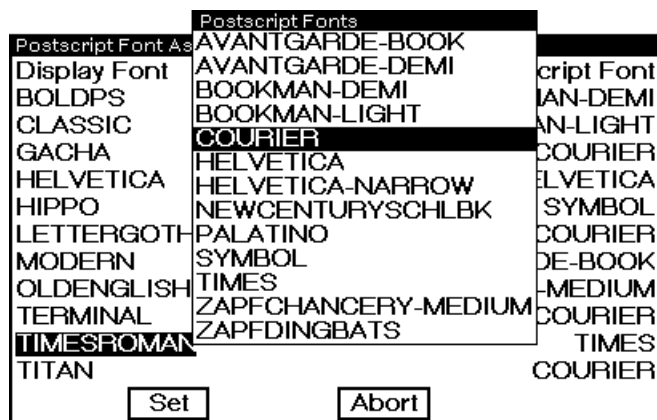 Postscript Fonts
AVANTGARDE-BOOK
AVANTGARDE-DEMI
BOOKMAN-DEMI
BOOKMAN-LIGHT
COURIER
HELVETICA
HELVETICA-NARROW
NEWCENTURYSCHLBK
PALATINO
SYMBOL
TIMES
ZAPFCHANCERY-MEDIUM
ZAPFDINGBATS
Postscript Font As
Display Font cript Font
BOLDPS IAN-DEMI
CLASSIC AN-LIGHT
GACHA COURIER
HELVETICA ELVETICA
HIPPO SYMBOL
LETTERGOTH COURIER
MODERN DE-BOOK
OLDENGLISH -MEDIUM
TERMINAL COURIER
TIMESROMAN TIMES
TITAN COURIER
Set Abort